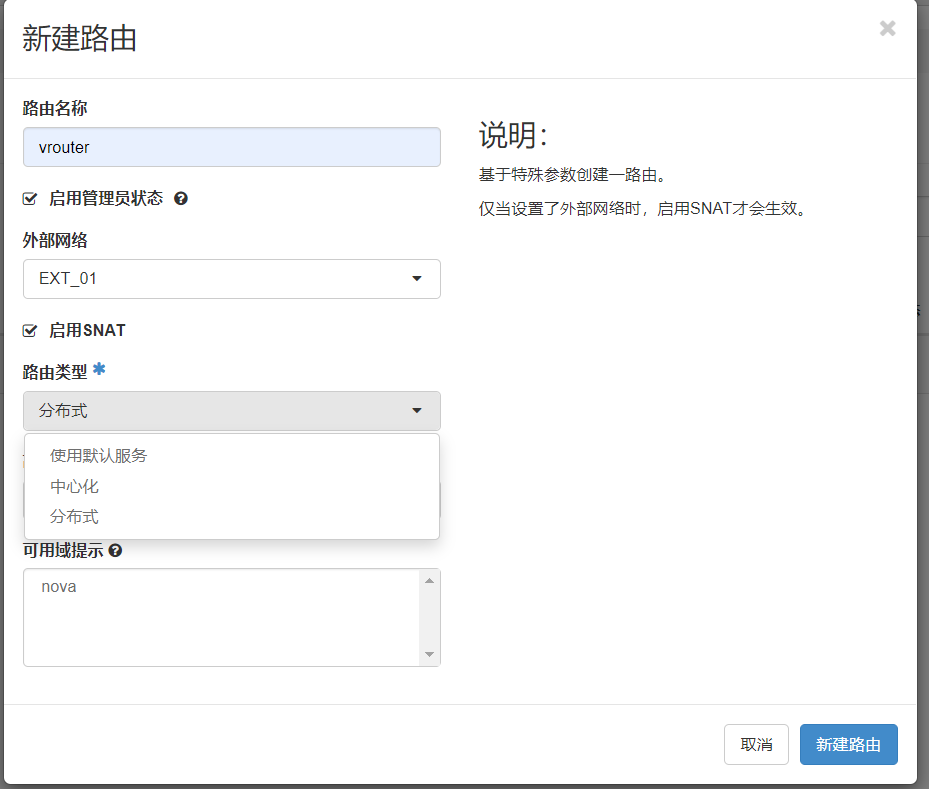 新建路由
路由名称
vrouter
启用管理员状态
外部网络
EXT_01
启用SNAT
路由类型
分布式
使用默认服务
中心化
分布式
可用域提示
nova
说明：
基于特殊参数创建一路由。
仅当设置了外部网络时，启用SNAT才会生效。
取消
新建路由